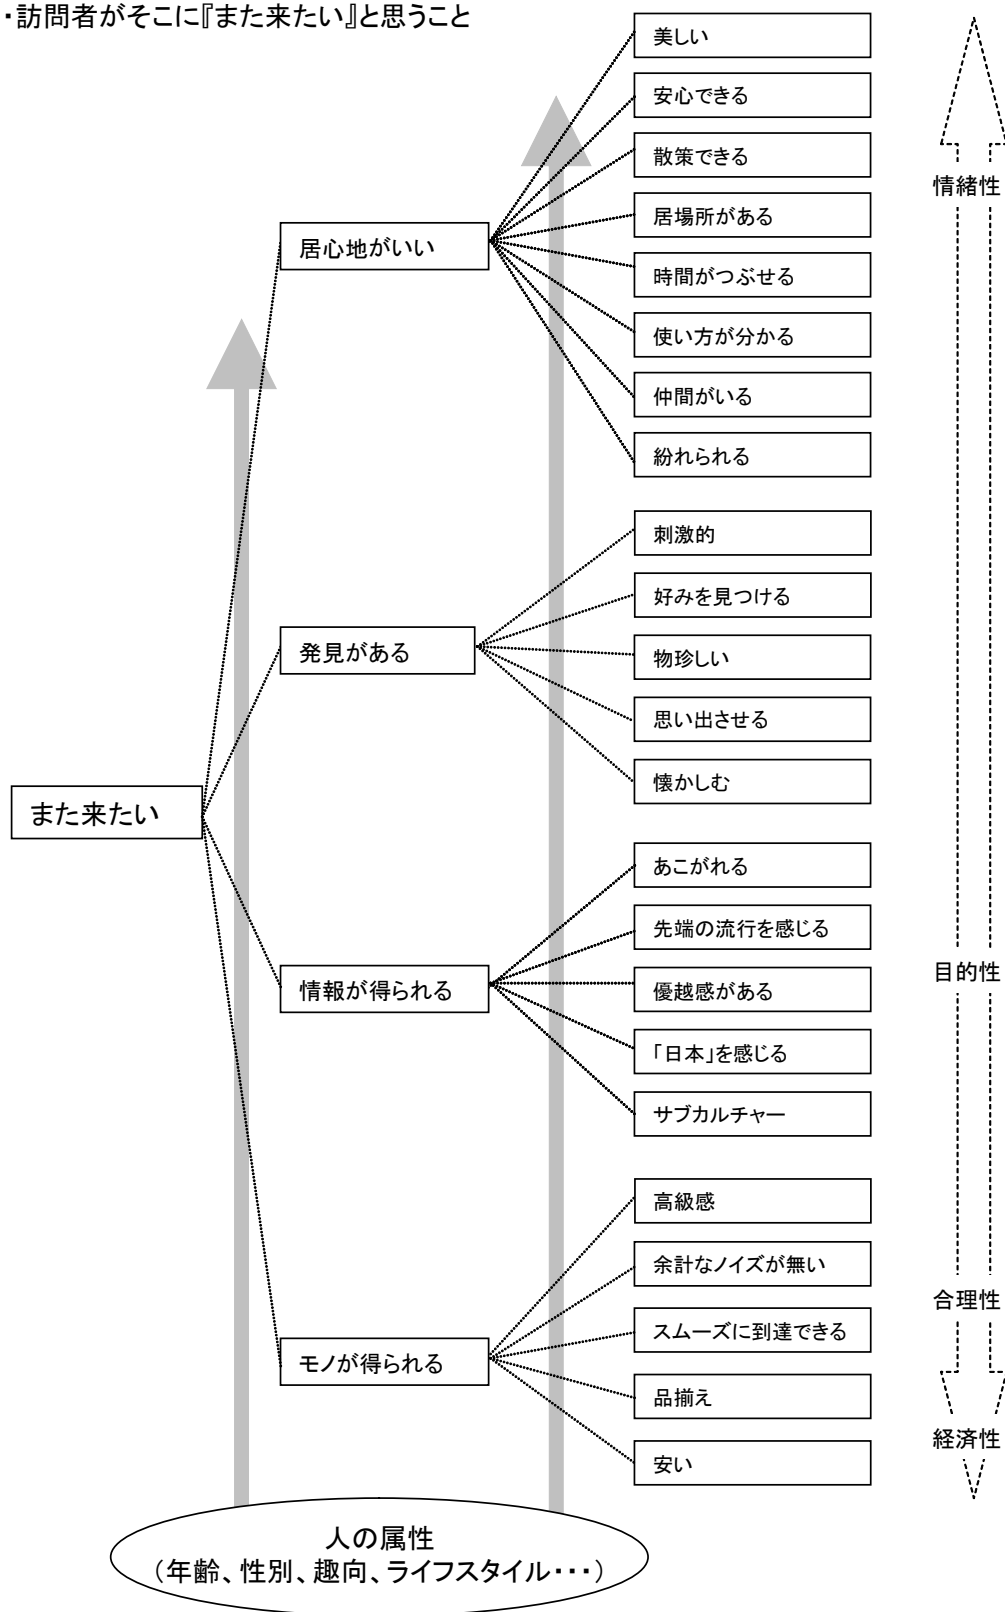 ・訪問者がそこに『また来たい』と思うこと
また来たい
居心地がいい
美しい
安心できる
散策できる
居場所がある
時間がつぶせる
使い方が分かる
仲間がいる
紛れられる
発見がある
刺激的
好みを見つける
物珍しい
思い出させる
懐かしむ
情報が得られる
あこがれる
先端の流行を感じる
優越感がある
「日本」を感じる
サブカルチャー
モノが得られる
高級感
余計なノイズが無い
スムーズに到達できる
品揃え
安い
情緒性
目的性
合理性
経済性
人の属性
（年齢、性別、趣向、ライフスタイル・・・）